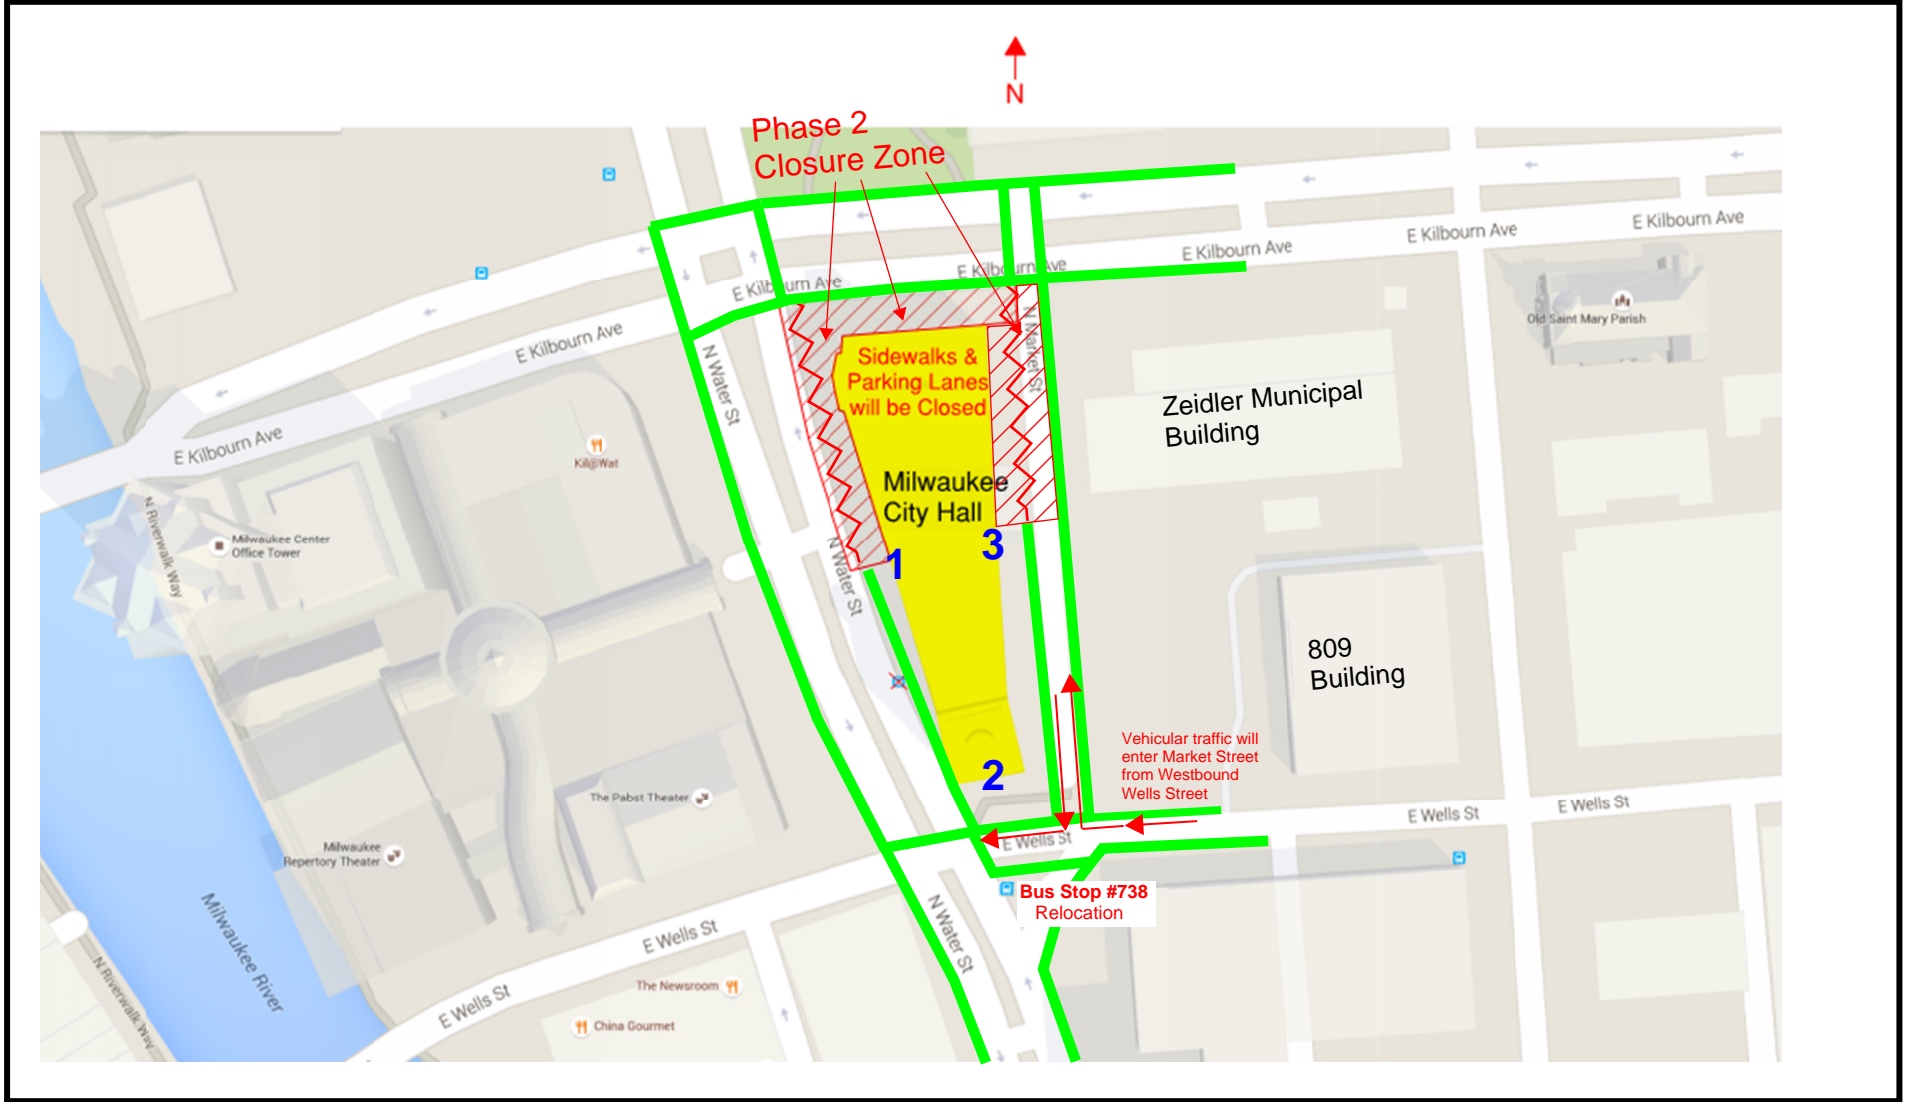 N
Phase 2
Closure Zone
E Kilbourn Ave
E Kilbourn Ave
E Kilbourn Ave
E Kilbourn Ave
E Kilbourn Ave
E Kilbourn Ave
E Kilbourn Ave
Old Saint Mary Parish
N Market St
N Water St
Sidewalks &
Parking Lanes
will be Closed
Zeidler Municipal
Building
Kil@Wat
Milwaukee
City Hall
N Riverwalk Way
Milwaukee Center
Office Tower
1
3
N Water St
809
Building
Vehicular traffic will
enter Market Street
from Westbound
Wells Street
2
The Pabst Theater
E Wells St
E Wells St
E Wells St
Milwaukee
Repertory Theater
Bus Stop #738
Relocation
Milwaukee River
N Water St
E Wells St
N Riverwalk Way
The Newsroom
E Wells St
China Gourmet